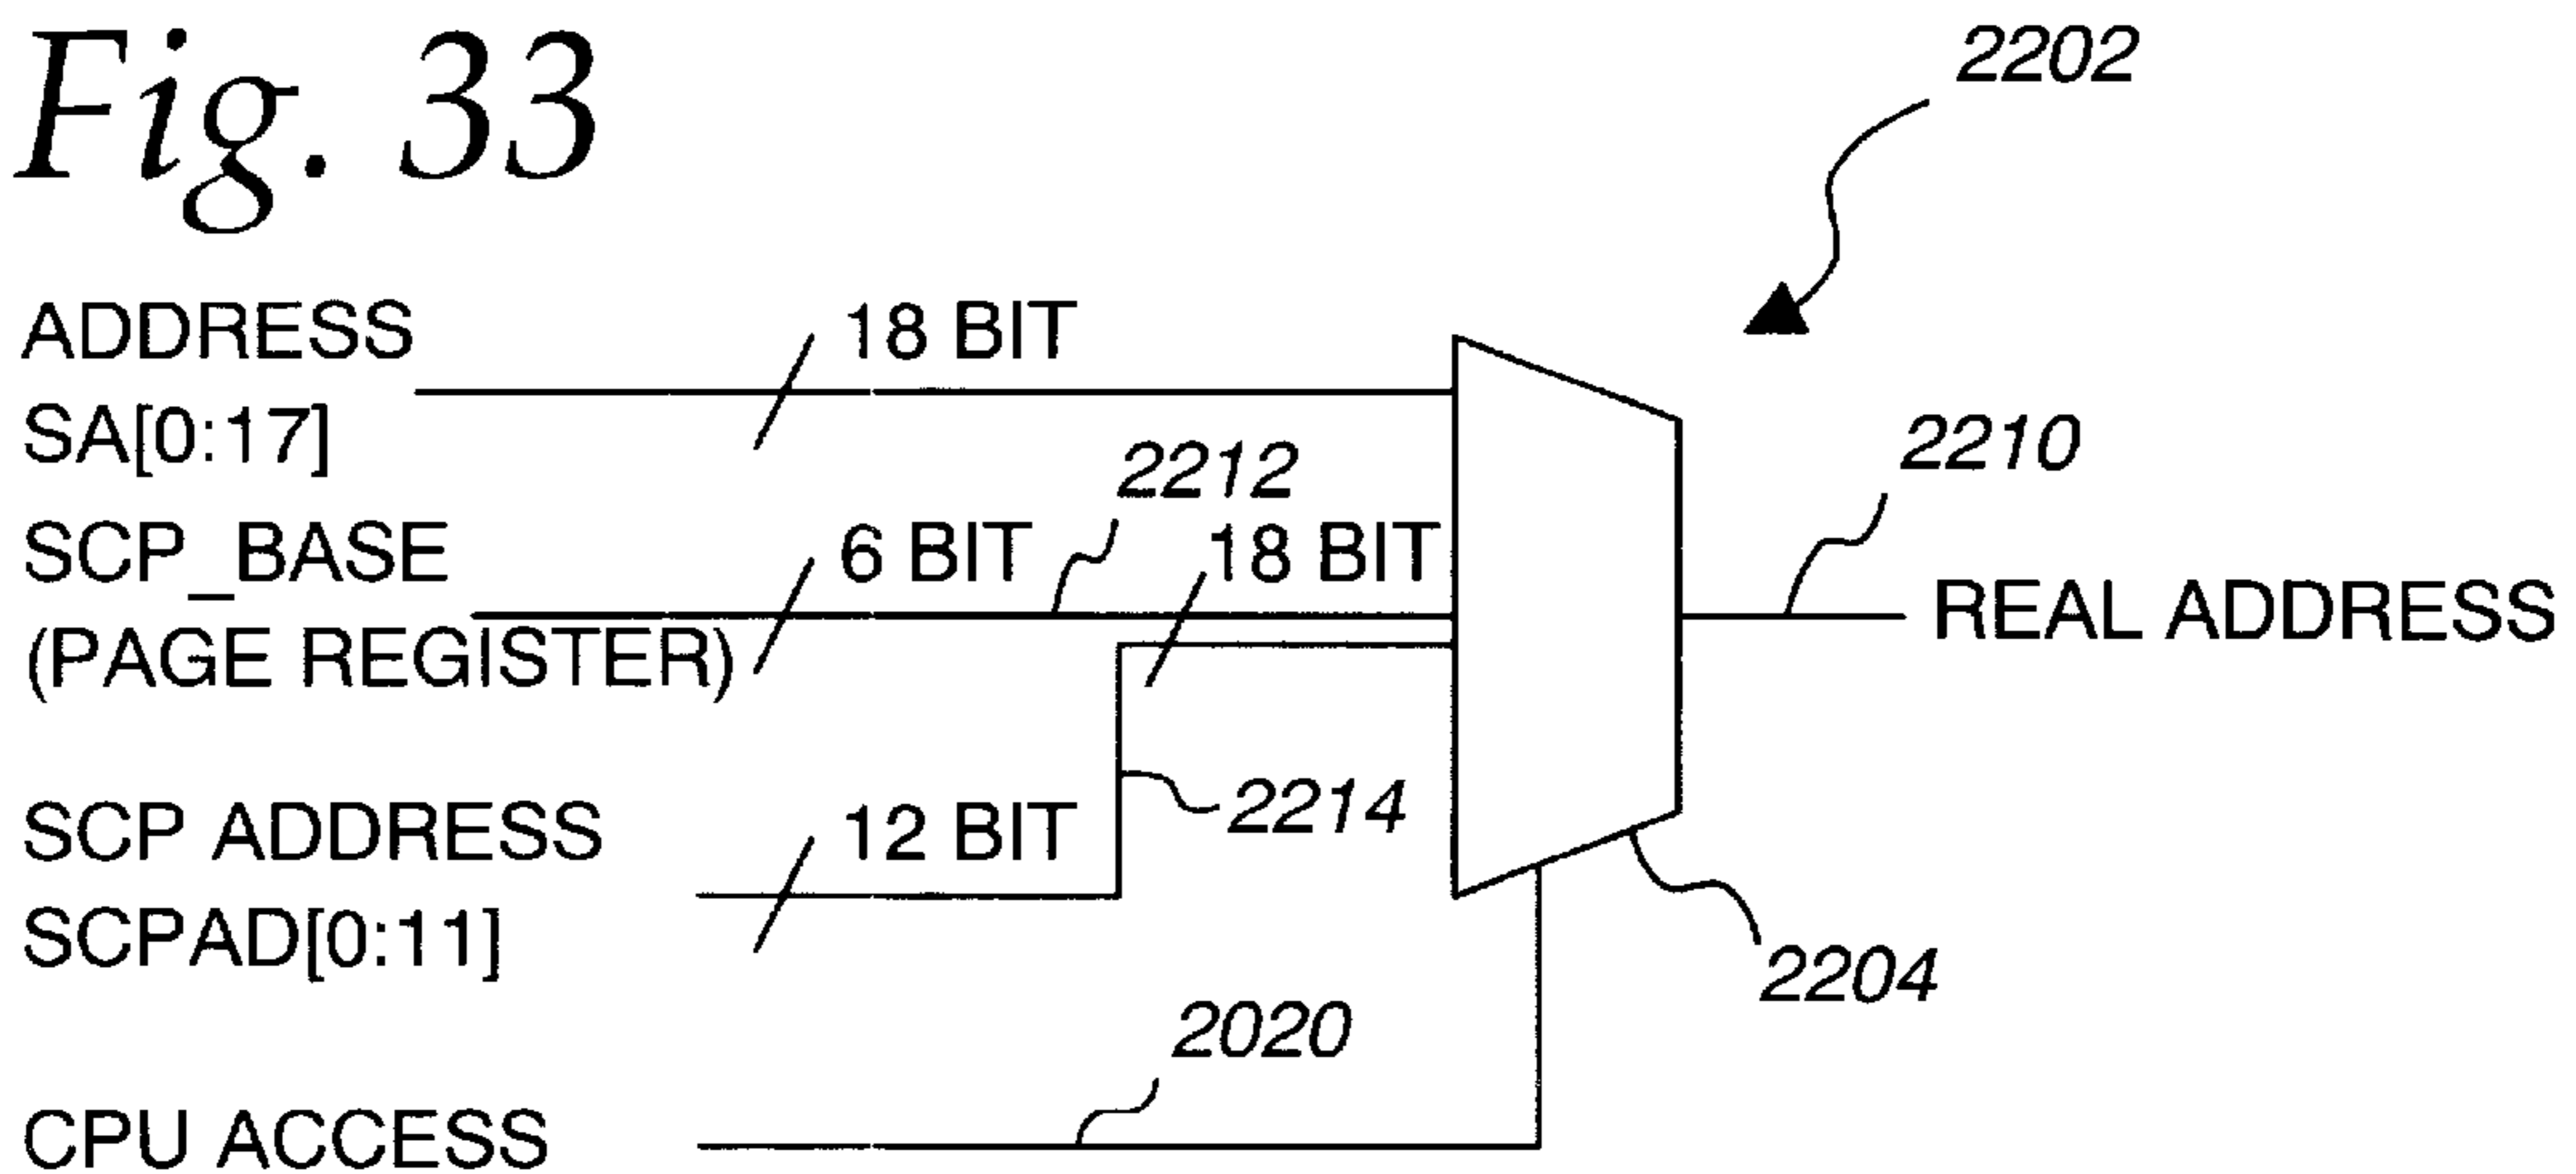 Fig. 33
2202
ADDRESS
18 BIT
SA[0:17]
2212
2210
SCP_BASE
6 BIT
18 BIT
(PAGE REGISTER)
REAL ADDRESS
SCP ADDRESS
12 BIT
2214
SCPAD[0:11]
2204
2020
CPU ACCESS